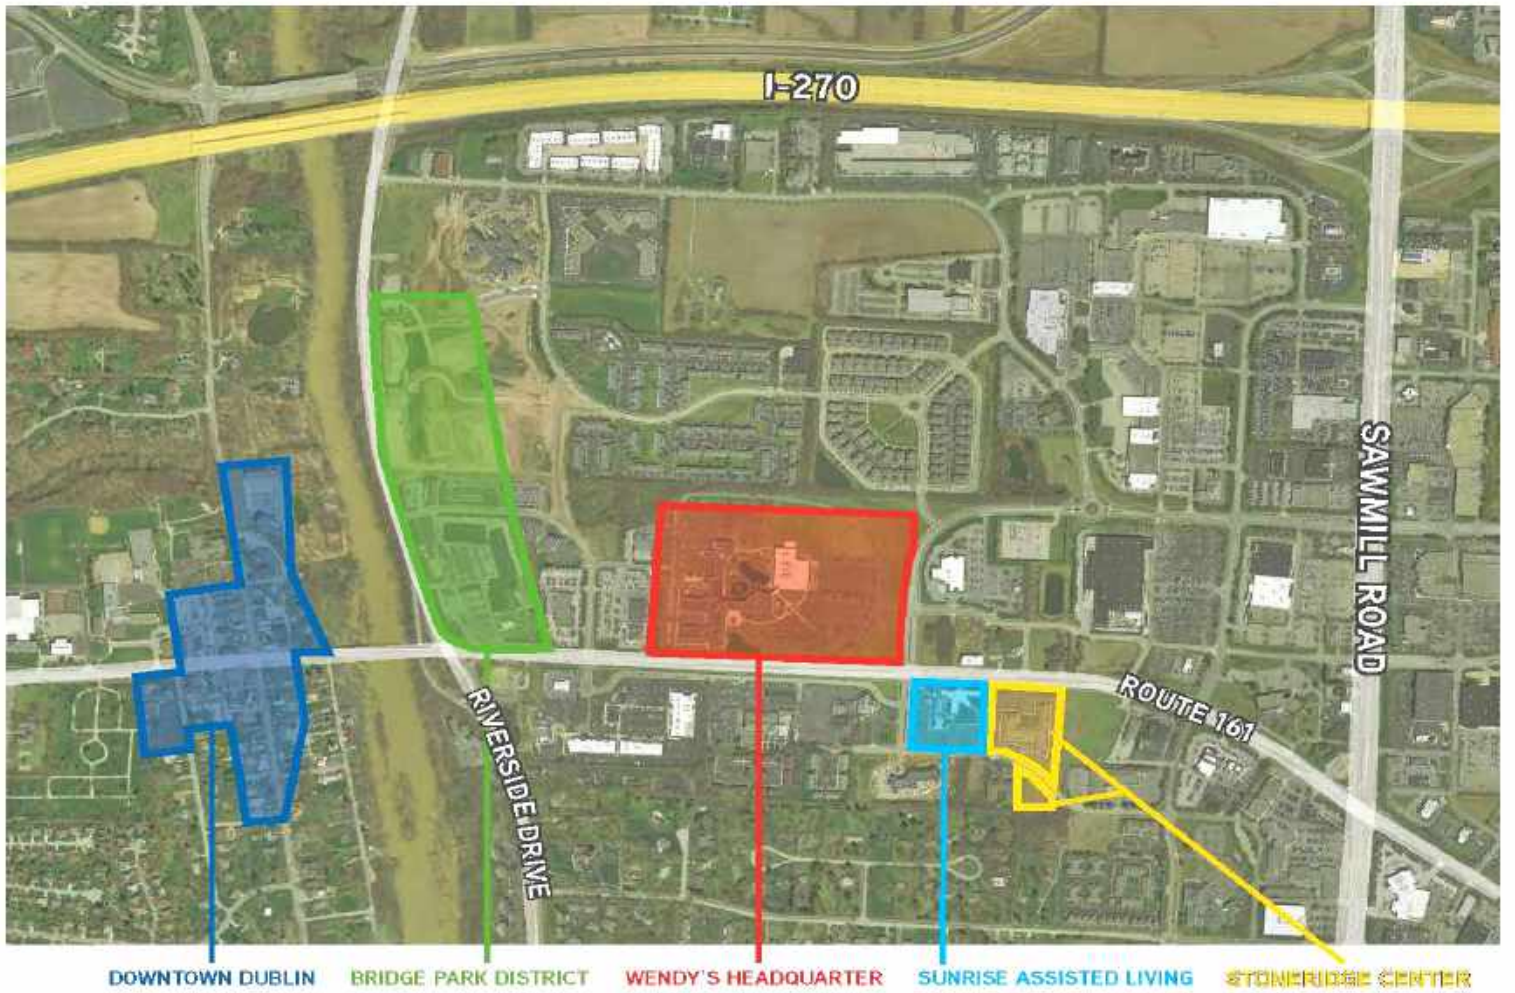 I-270
SAWMILL ROAD
ROUTE 161
RIVERSIDE DRIVE
DOWNTOWN DUBLIN
BRIDGE PARK DISTRICT
WENDY'S HEADQUARTER
SUNRISE ASSISTED LIVING
STONERIDGE CENTER